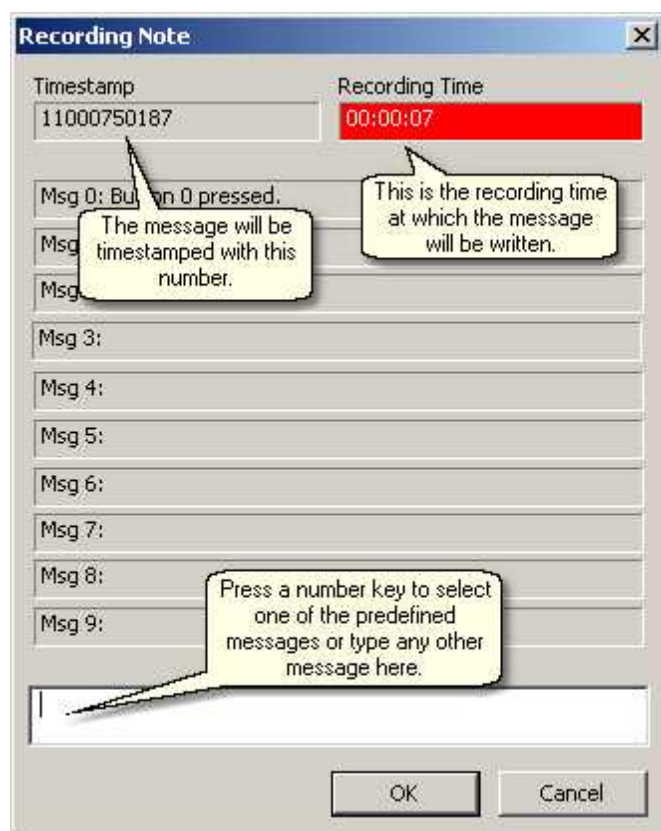 Recording Note
Timestamp
Recording Time
11000750187
00:00:07
This is the recording time
at which the message
will be written.
Msg 0: Button 0 pressed.
The message will be
timestamped with this
number.
Msg
Msg
Msg 3:
Msg 4:
Msg 5:
Msg 6:
Msg 7:
Msg 8:
Msg 9:
Press a number key to select
one of the predefined
messages or type any other
message here.
OK
Cancel